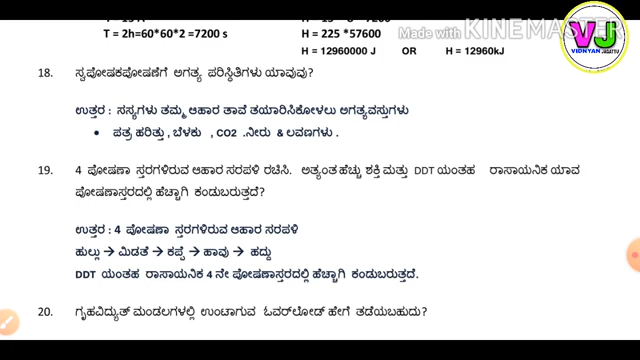 T = 2h=60*60*2 =7200 s
H = 225 *57600
H = 12960000 J OR H = 12960kJ
Made with KINEMASTER
VJ
VIDNYAN JAGATTU
18. ಸ್ವಪೋಷಕಪೋಷಣೆಗೆ ಅಗತ್ಯ ಪರಿಸ್ಥಿತಿಗಳು ಯಾವುವು?
ಉತ್ತರ : ಸಸ್ಯಗಳು ತಮ್ಮ ಆಹಾರ ತಾವೆ ತಯಾರಿಸಿಕೋಳಲು ಅಗತ್ಯವಸ್ತುಗಳು
• ಪತ್ರ ಹರಿತ್ತು , ಬೆಳಕು , CO2 .ನೀರು & ಲವಣಗಳು .
19. 4 ಪೋಷಣಾ ಸ್ತರಗಳಿರುವ ಆಹಾರ ಸರಪಳಿ ರಚಿಸಿ. ಅತ್ಯಂತ ಹೆಚ್ಚು ಶಕ್ತಿ ಮತ್ತು DDT ಯಂತಹ ರಾಸಾಯನಿಕ ಯಾವ
ಪೋಷಣಾಸ್ತರದಲ್ಲಿ ಹೆಚ್ಚಾಗಿ ಕಂಡುಬರುತ್ತದೆ?
ಉತ್ತರ : 4 ಪೋಷಣಾ ಸ್ತರಗಳಿರುವ ಆಹಾರ ಸರಪಳಿ
ಹುಲ್ಲು → ಮಿಡತೆ → ಕಪ್ಪೆ → ಹಾವು → ಹದ್ದು
DDT ಯಂತಹ ರಾಸಾಯನಿಕ 4 ನೇ ಪೋಷಣಾಸ್ತರದಲ್ಲಿ ಹೆಚ್ಚಾಗಿ ಕಂಡುಬರುತ್ತದೆ.
20. ಗೃಹವಿದ್ಯುತ್ ಮಂಡಲಗಳಲ್ಲಿ ಉಂಟಾಗುವ ಓವರ್‌ಲೋಡ್ ಹೇಗೆ ತಡೆಯಬಹುದು?